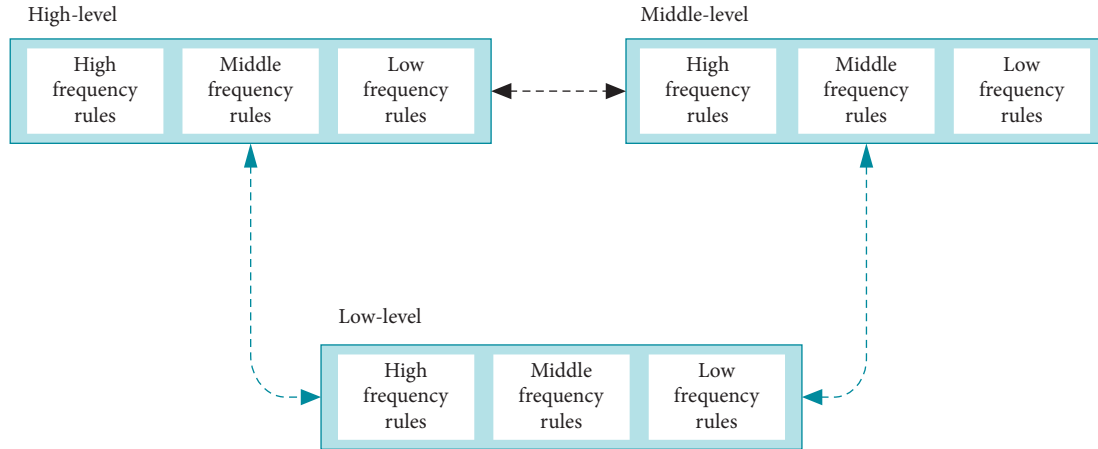 High-level
High
frequency
rules
Middle
frequency
rules
Low
frequency
rules
Middle-level
High
frequency
rules
Middle
frequency
rules
Low
frequency
rules
Low-level
High
frequency
rules
Middle
frequency
rules
Low
frequency
rules